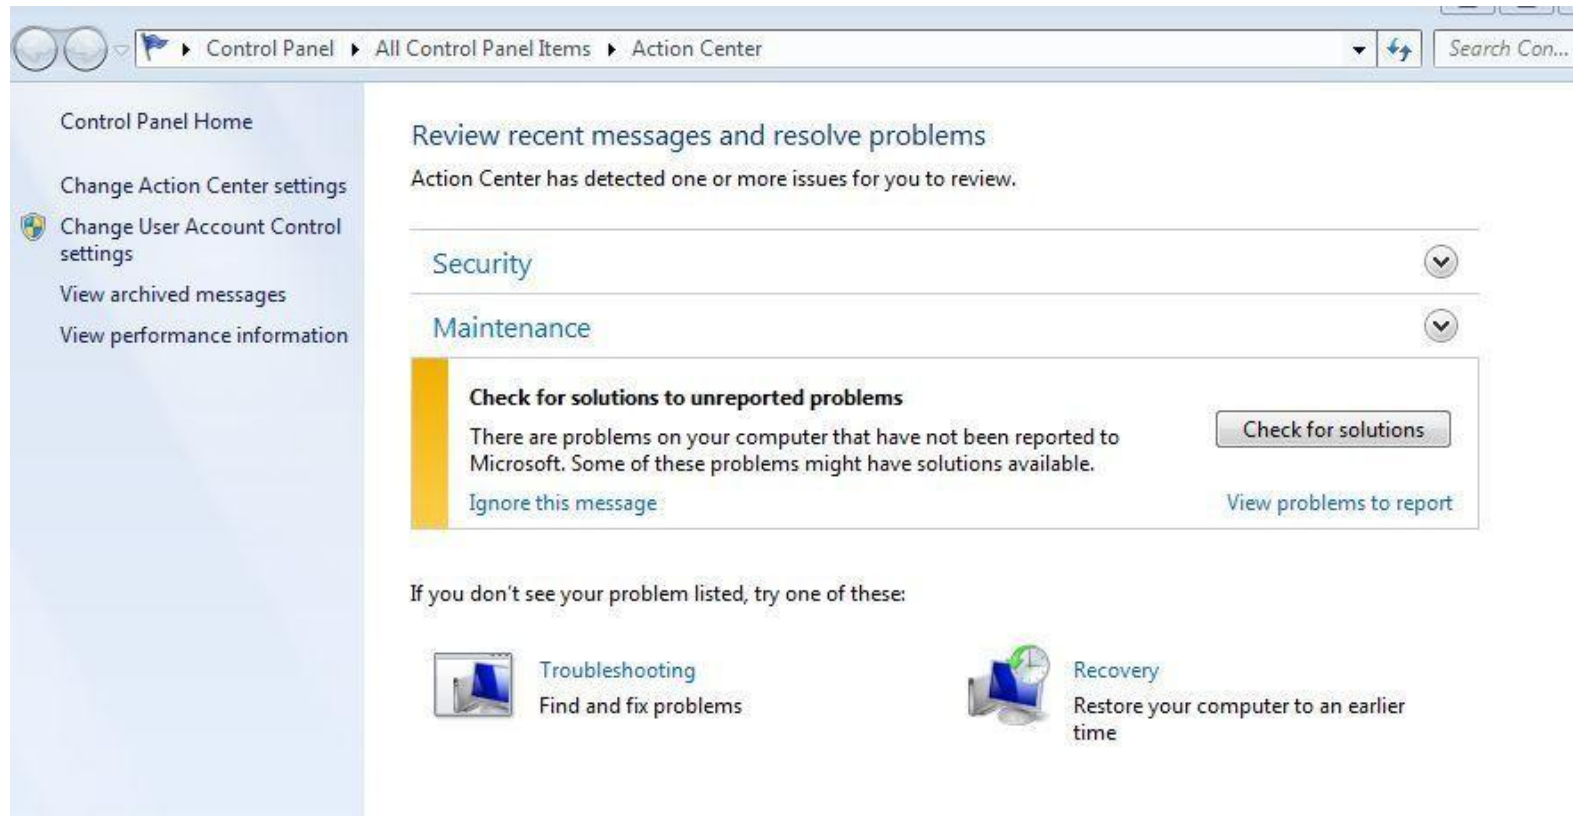 Control Panel ▸ All Control Panel Items ▸ Action Center
Search Con...
Control Panel Home
Change Action Center settings
Change User Account Control
settings
View archived messages
View performance information
Review recent messages and resolve problems
Action Center has detected one or more issues for you to review.
Security
Maintenance
Check for solutions to unreported problems
There are problems on your computer that have not been reported to
Microsoft. Some of these problems might have solutions available.
Check for solutions
Ignore this message
View problems to report
If you don't see your problem listed, try one of these:
Troubleshooting
Find and fix problems
Recovery
Restore your computer to an earlier
time